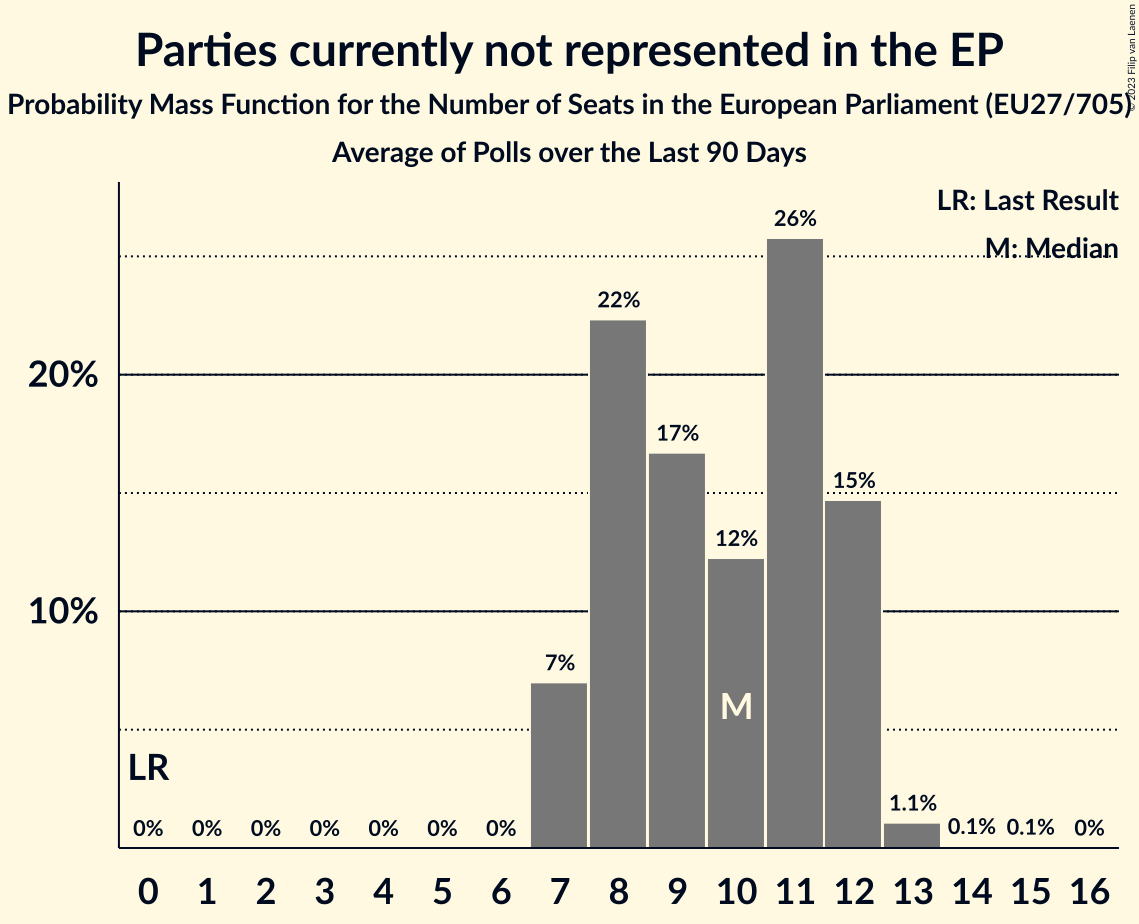 Parties currently not represented in the EP
Probability Mass Function for the Number of Seats in the European Parliament (EU27/705)
Average of Polls over the Last 90 Days
© 2023 Filip van Laenen
LR: Last Result
M: Median
26%
22%
20%
17%
15%
12%
10%
7%
M
LR
0% 0% 0% 0% 0% 0% 0% 1.1% 0.1% 0.1% 0%
0 1 2 3 4 5 6 7 8 9 10 11 12 13 14 15 16